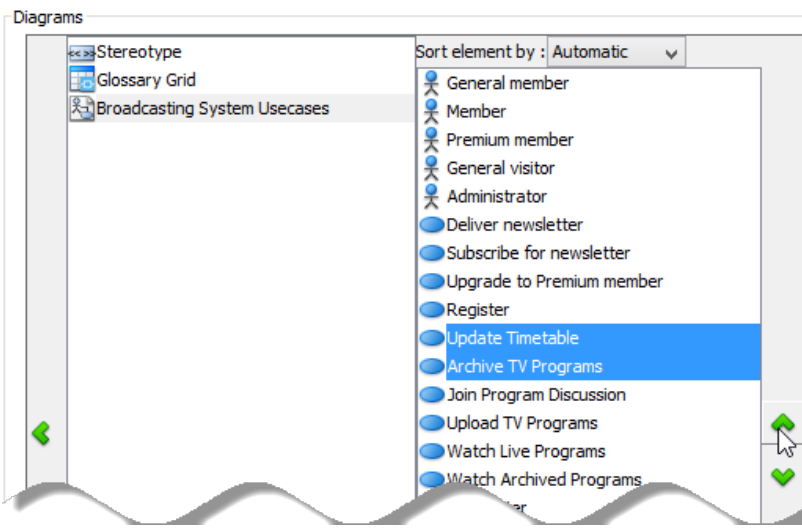 Diagrams
Stereotype
Glossary Grid
Broadcasting System Usecases
Sort element by : Automatic
General member
Member
Premium member
General visitor
Administrator
Deliver newsletter
Subscribe for newsletter
Upgrade to Premium member
Register
Update Timetable
Archive TV Programs
Join Program Discussion
Upload TV Programs
Watch Live Programs
Watch Archived Programs